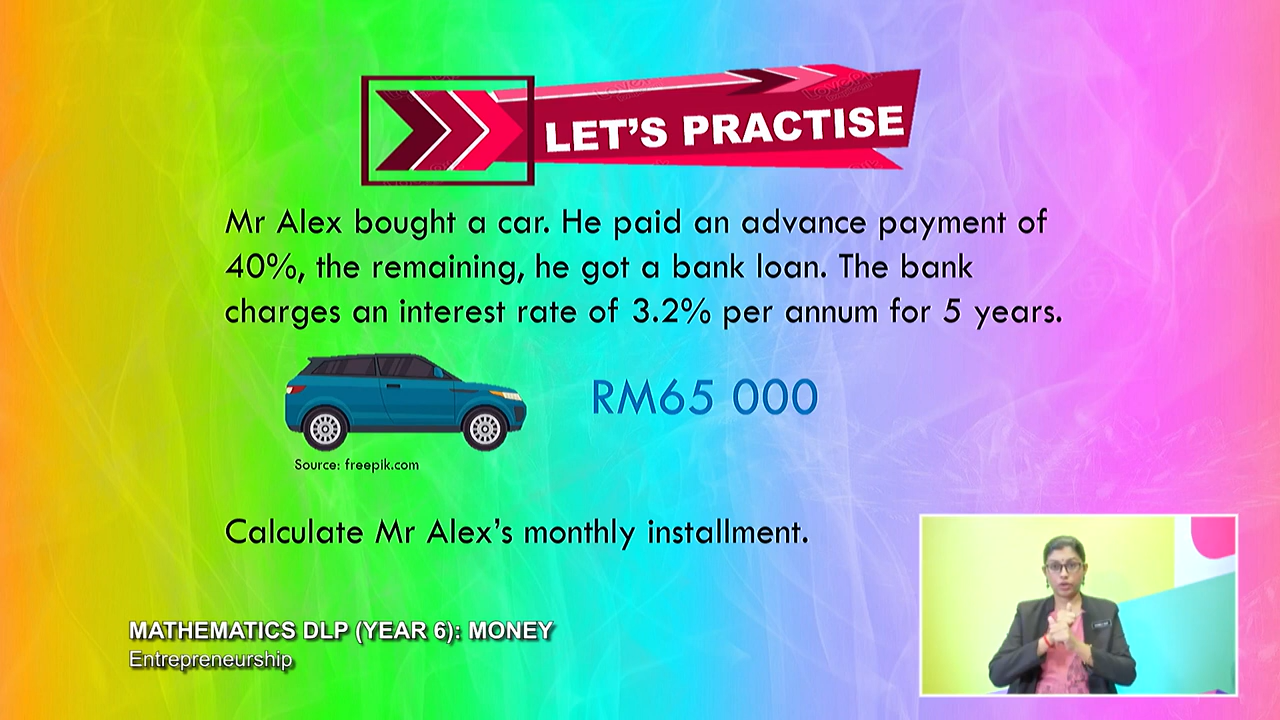 LET'S PRACTISE
Mr Alex bought a car. He paid an advance payment of
40%, the remaining, he got a bank loan. The bank
charges an interest rate of 3.2% per annum for 5 years.
RM65 000
Source: freepik.com
Calculate Mr Alex's monthly installment.
MATHEMATICS DLP (YEAR 6): MONEY
Entrepreneurship